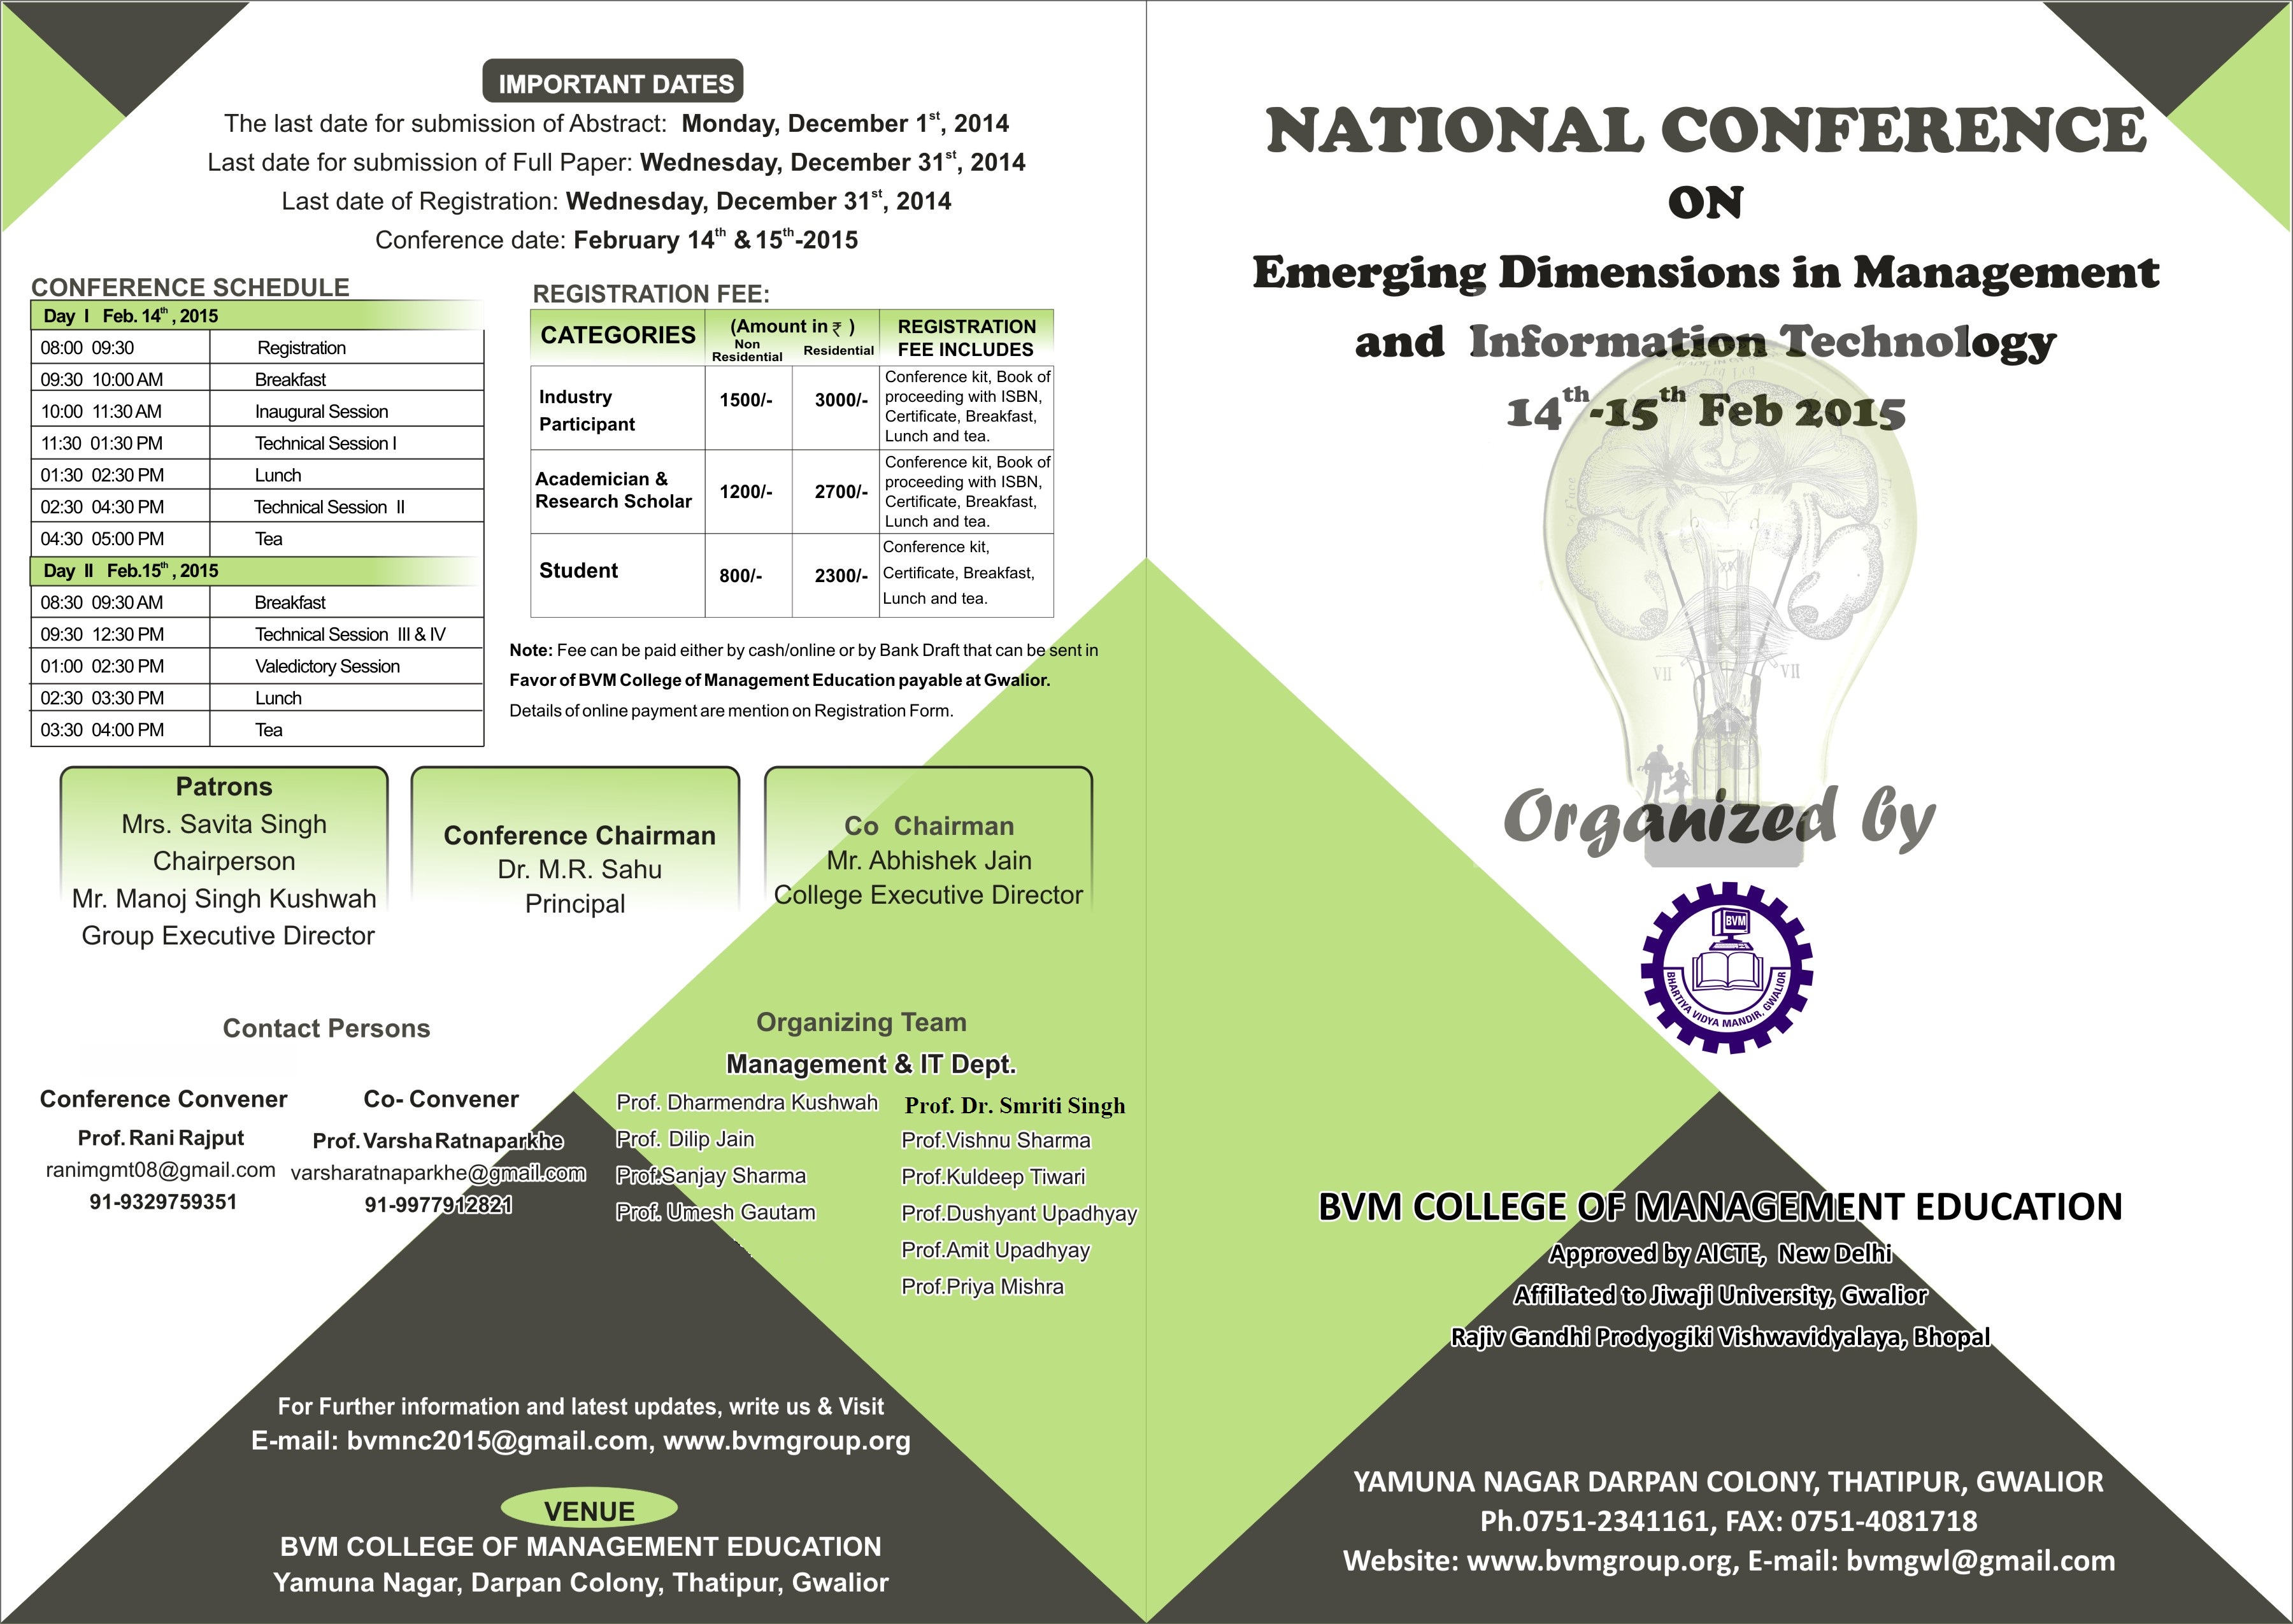 IMPORTANT DATES
The last date for submission of Abstract: Monday, December 1st, 2014
Last date for submission of Full Paper: Wednesday, December 31st, 2014
Last date of Registration: Wednesday, December 31st, 2014
Conference date: February 14th & 15th-2015
CONFERENCE SCHEDULE
Day I Feb. 14th, 2015
08:00 09:30 Registration
09:30 10:00 AM Breakfast
10:00 11:30 AM Inaugural Session
11:30 01:30 PM Technical Session I
01:30 02:30 PM Lunch
02:30 04:30 PM Technical Session II
04:30 05:00 PM Tea
Day II Feb.15th, 2015
08:30 09:30 AM Breakfast
09:30 12:30 PM Technical Session III & IV
01:00 02:30 PM Valedictory Session
02:30 03:30 PM Lunch
03:30 04:00 PM Tea
REGISTRATION FEE:
CATEGORIES (Amount in ₹ ) REGISTRATION
Non
Residential Residential FEE INCLUDES
Industry
Participant
1500/- 3000/-
Conference kit, Book of
proceeding with ISBN,
Certificate, Breakfast,
Lunch and tea.
Academician &
Research Scholar
1200/- 2700/-
Conference kit, Book of
proceeding with ISBN,
Certificate, Breakfast,
Lunch and tea.
Student
800/- 2300/-
Conference kit,
Certificate, Breakfast,
Lunch and tea.
Note: Fee can be paid either by cash/online or by Bank Draft that can be sent in
Favor of BVM College of Management Education payable at Gwalior.
Details of online payment are mention on Registration Form.
Patrons
Mrs. Savita Singh
Chairperson
Mr. Manoj Singh Kushwah
Group Executive Director
Conference Chairman
Dr. M.R. Sahu
Principal
Co Chairman
Mr. Abhishek Jain
College Executive Director
Contact Persons
Conference Convener
Prof. Rani Rajput
ranimgmt08@gmail.com
91-9329759351
Co- Convener
Prof. Varsha Ratnaparkhe
varsharatnaparkhe@gmail.com
91-9977912821
Organizing Team
Management & IT Dept.
Prof. Dharmendra Kushwah
Prof. Dilip Jain
Prof.Sanjay Sharma
Prof. Umesh Gautam
Prof. Dr. Smriti Singh
Prof.Vishnu Sharma
Prof.Kuldeep Tiwari
Prof.Dushyant Upadhyay
Prof.Amit Upadhyay
Prof.Priya Mishra
For Further information and latest updates, write us & Visit
E-mail: bvmnc2015@gmail.com, www.bvmgroup.org
VENUE
BVM COLLEGE OF MANAGEMENT EDUCATION
Yamuna Nagar, Darpan Colony, Thatipur, Gwalior
NATIONAL CONFERENCE
ON
Emerging Dimensions in Management
and Information Technology
14th-15th Feb 2015
VII VII
Organized by
BVM
BHARTIYA VIDYA MANDIR, GWALIOR
BVM COLLEGE OF MANAGEMENT EDUCATION
Approved by AICTE, New Delhi
Affiliated to Jiwaji University, Gwalior
Rajiv Gandhi Prodyogiki Vishwavidyalaya, Bhopal
YAMUNA NAGAR DARPAN COLONY, THATIPUR, GWALIOR
Ph.0751-2341161, FAX: 0751-4081718
Website: www.bvmgroup.org, E-mail: bvmgwl@gmail.com